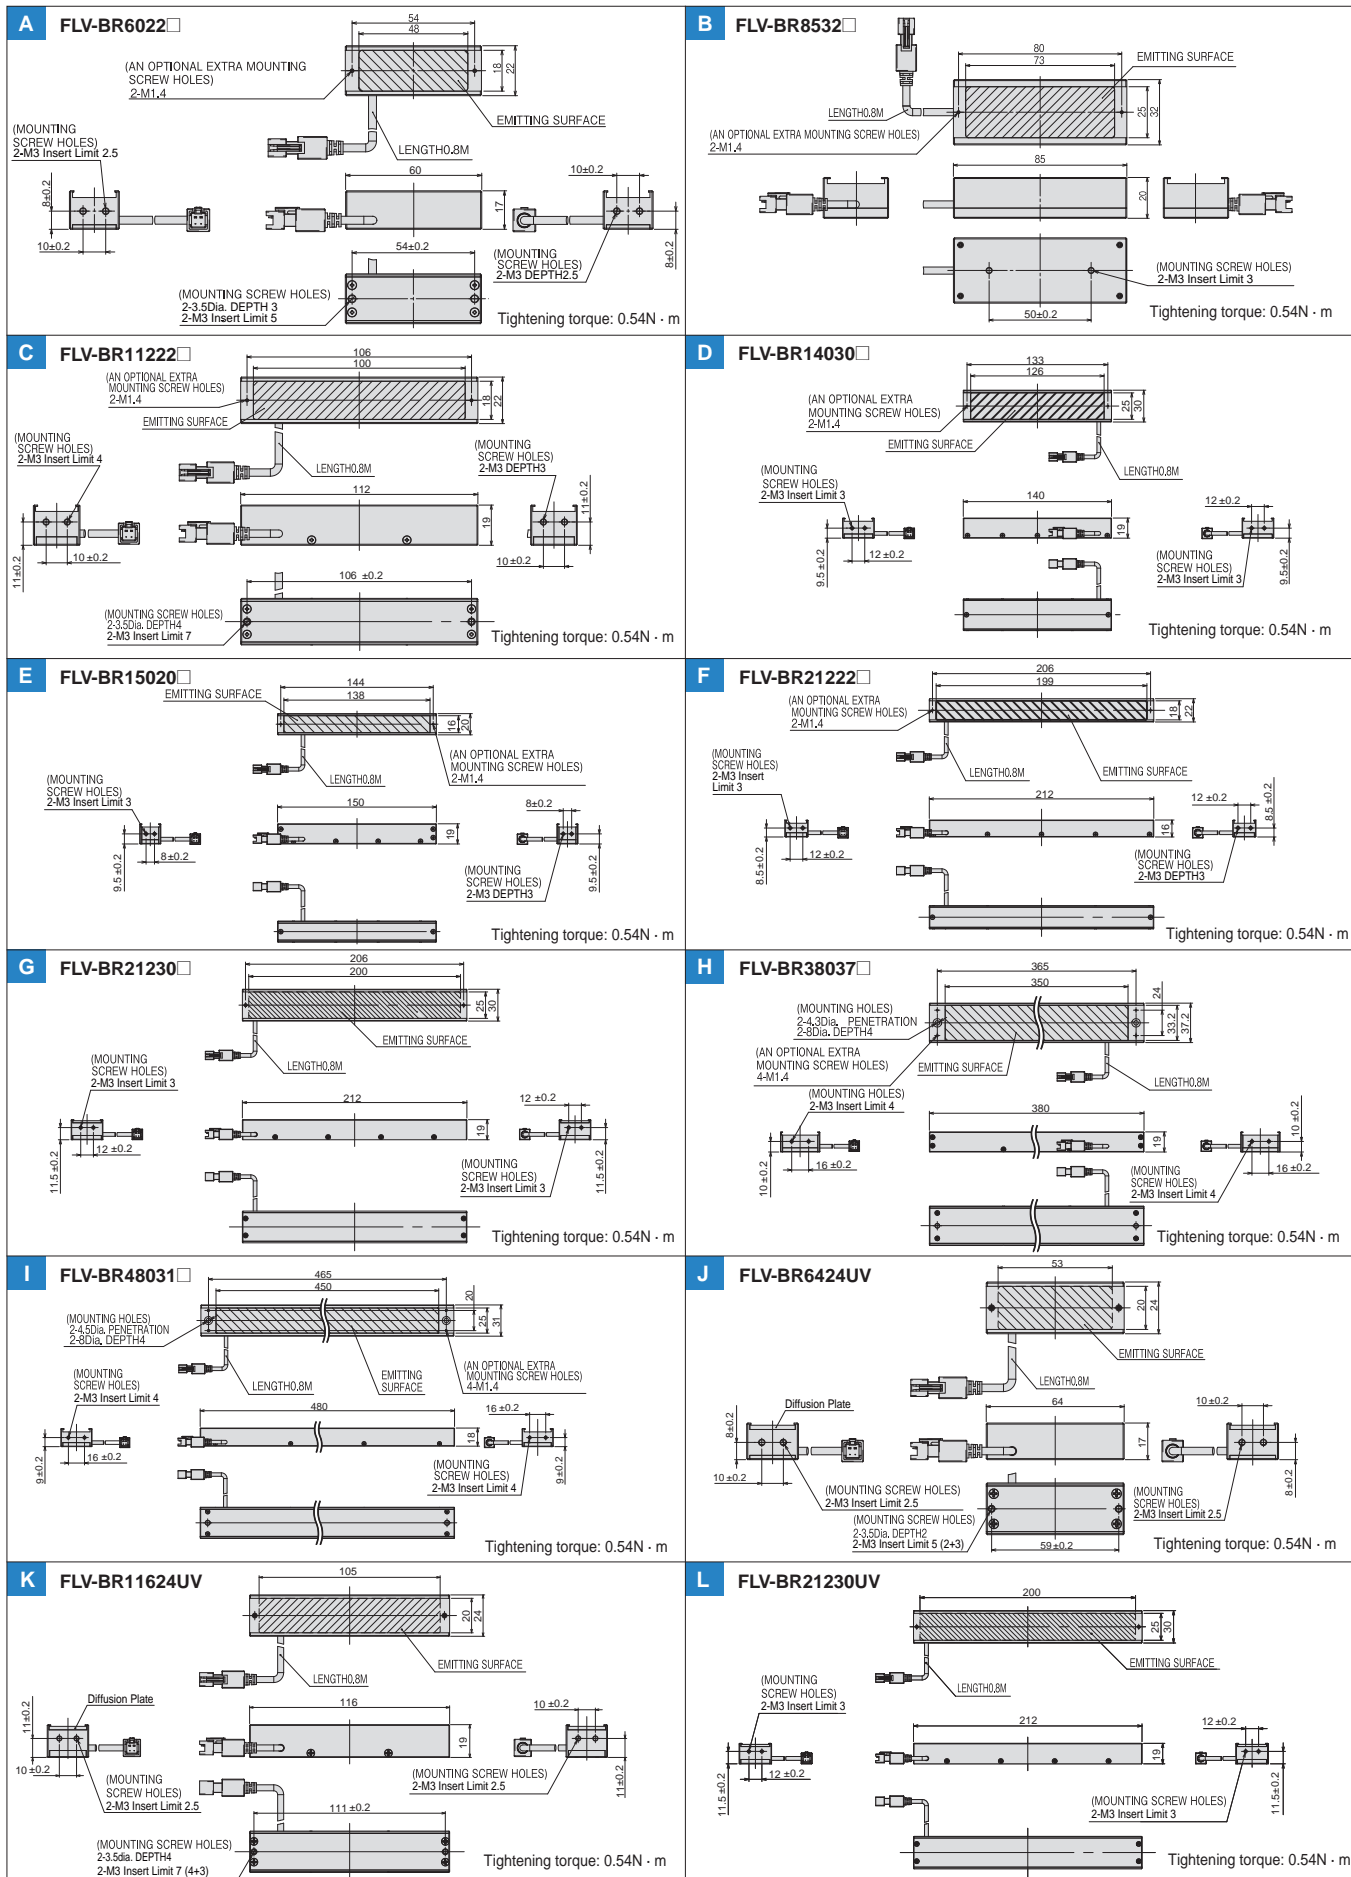 A FLV-BR6022□
54
48
(AN OPTIONAL EXTRA MOUNTING
SCREW HOLES)
2-M1.4
18
22
EMITTING SURFACE
LENGTH0.8M
(MOUNTING
SCREW HOLES)
2-M3 Insert Limit 2.5
8±0.2
10±0.2
60
17
10±0.2
8±0.2
(MOUNTING
SCREW HOLES)
2-M3 DEPTH2.5
54±0.2
(MOUNTING SCREW HOLES)
2-3.5Dia. DEPTH 3
2-M3 Insert Limit 5
Tightening torque: 0.54N · m
B FLV-BR8532□
80
73
EMITTING SURFACE
LENGTH0.8M
25
32
(AN OPTIONAL EXTRA MOUNTING SCREW HOLES)
2-M1.4
85
20
(MOUNTING SCREW HOLES)
2-M3 Insert Limit 3
50±0.2
Tightening torque: 0.54N · m
C FLV-BR11222□
106
100
(AN OPTIONAL EXTRA
MOUNTING SCREW HOLES)
2-M1.4
18
22
EMITTING SURFACE
(MOUNTING
SCREW HOLES)
2-M3 Insert Limit 4
LENGTH0.8M
(MOUNTING
SCREW HOLES)
2-M3 DEPTH3
112
19
11±0.2
10 ±0.2
11±0.2
10 ±0.2
106 ±0.2
(MOUNTING SCREW HOLES)
2-3.5Dia. DEPTH4
2-M3 Insert Limit 7
Tightening torque: 0.54N · m
D FLV-BR14030□
133
126
(AN OPTIONAL EXTRA
MOUNTING SCREW HOLES)
2-M1.4
25
30
EMITTING SURFACE
LENGTH0.8M
(MOUNTING
SCREW HOLES)
2-M3 Insert Limit 3
140
19
12 ±0.2
9.5 ±0.2
12 ±0.2
9.5±0.2
(MOUNTING
SCREW HOLES)
2-M3 Insert Limit 3
Tightening torque: 0.54N · m
E FLV-BR15020□
144
138
EMITTING SURFACE
16
20
(AN OPTIONAL EXTRA
MOUNTING SCREW HOLES)
2-M1.4
LENGTH0.8M
(MOUNTING
SCREW HOLES)
2-M3 Insert Limit 3
150
19
8±0.2
9.5 ±0.2
8±0.2
9.5±0.2
(MOUNTING
SCREW HOLES)
2-M3 DEPTH3
Tightening torque: 0.54N · m
F FLV-BR21222□
206
199
(AN OPTIONAL EXTRA
MOUNTING SCREW HOLES)
2-M1.4
18
22
(MOUNTING
SCREW HOLES)
2-M3 Insert
Limit 3
LENGTH0.8M
EMITTING SURFACE
212
16
12 ±0.2
8.5 ±0.2
8.5±0.2
12 ±0.2
(MOUNTING
SCREW HOLES)
2-M3 DEPTH3
Tightening torque: 0.54N · m
G FLV-BR21230□
206
200
25
30
EMITTING SURFACE
LENGTH0.8M
(MOUNTING
SCREW HOLES)
2-M3 Insert Limit 3
212
19
12 ±0.2
11.5 ±0.2
12 ±0.2
11.5±0.2
(MOUNTING
SCREW HOLES)
2-M3 Insert Limit 3
Tightening torque: 0.54N · m
H FLV-BR38037□
365
350
24
(MOUNTING HOLES)
2-4.3Dia. PENETRATION
2-8Dia. DEPTH4
33.2
37.2
(AN OPTIONAL EXTRA
MOUNTING SCREW HOLES)
4-M1.4
EMITTING SURFACE
LENGTH0.8M
(MOUNTING HOLES)
2-M3 Insert Limit 4
380
19
10 ±0.2
10 ±0.2
16 ±0.2
16 ±0.2
(MOUNTING
SCREW HOLES)
2-M3 Insert Limit 4
Tightening torque: 0.54N · m
I FLV-BR48031□
465
450
20
(MOUNTING HOLES)
2-4.5Dia. PENETRATION
2-8Dia. DEPTH4
25
31
(MOUNTING
SCREW HOLES)
2-M3 Insert Limit 4
LENGTH0.8M
EMITTING
SURFACE
(AN OPTIONAL EXTRA
MOUNTING SCREW HOLES)
4-M1.4
480
18
16 ±0.2
9±0.2
16 ±0.2
9±0.2
(MOUNTING
SCREW HOLES)
2-M3 Insert Limit 4
Tightening torque: 0.54N · m
J FLV-BR6424UV
53
20
24
EMITTING SURFACE
LENGTH0.8M
Diffusion Plate
64
17
10±0.2
8±0.2
10 ±0.2
8±0.2
(MOUNTING SCREW HOLES)
2-M3 Insert Limit 2.5
(MOUNTING
SCREW HOLES)
2-M3 Insert Limit 2.5
(MOUNTING SCREW HOLES)
2-3.5Dia. DEPTH2
2-M3 Insert Limit 5 (2+3)
59±0.2
Tightening torque: 0.54N · m
K FLV-BR11624UV
105
20
24
EMITTING SURFACE
LENGTH0.8M
Diffusion Plate
116
19
10 ±0.2
11±0.2
10 ±0.2
11±0.2
(MOUNTING
SCREW HOLES)
2-M3 Insert Limit 2.5
(MOUNTING SCREW HOLES)
2-M3 Insert Limit 2.5
111 ±0.2
(MOUNTING SCREW HOLES)
2-3.5dia. DEPTH4
2-M3 Insert Limit 7 (4+3)
Tightening torque: 0.54N · m
L FLV-BR21230UV
200
25
30
EMITTING SURFACE
LENGTH0.8M
(MOUNTING
SCREW HOLES)
2-M3 Insert Limit 3
212
19
12 ±0.2
11.5±0.2
12 ±0.2
11.5±0.2
(MOUNTING SCREW HOLES)
2-M3 Insert Limit 3
Tightening torque: 0.54N · m